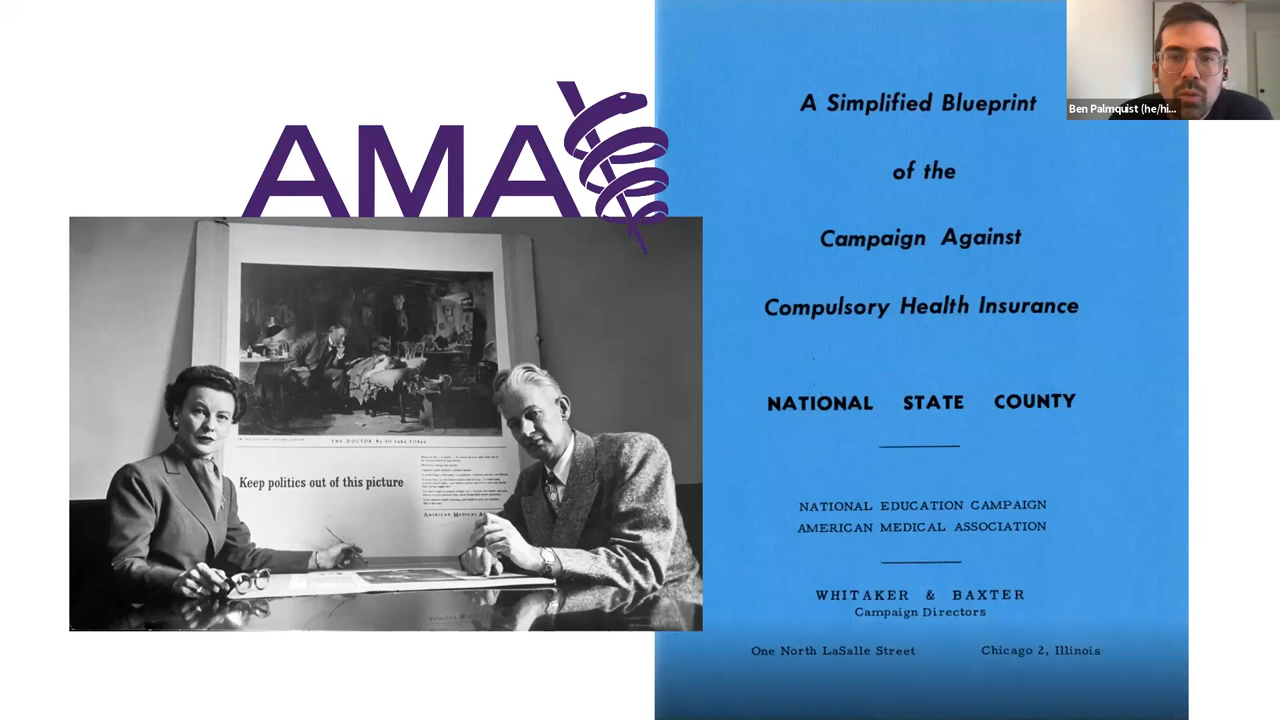 AMA
THE DOCTOR By Sir Luke Fildes
Keep politics out of this picture
AMERICAN MEDICAL
A Simplified Blueprint
of the
Campaign Against
Compulsory Health Insurance
NATIONAL STATE COUNTY
NATIONAL EDUCATION CAMPAIGN
AMERICAN MEDICAL ASSOCIATION
WHITAKER & BAXTER
Campaign Directors
One North LaSalle Street Chicago 2, Illinois
Ben Palmquist (he/hi...